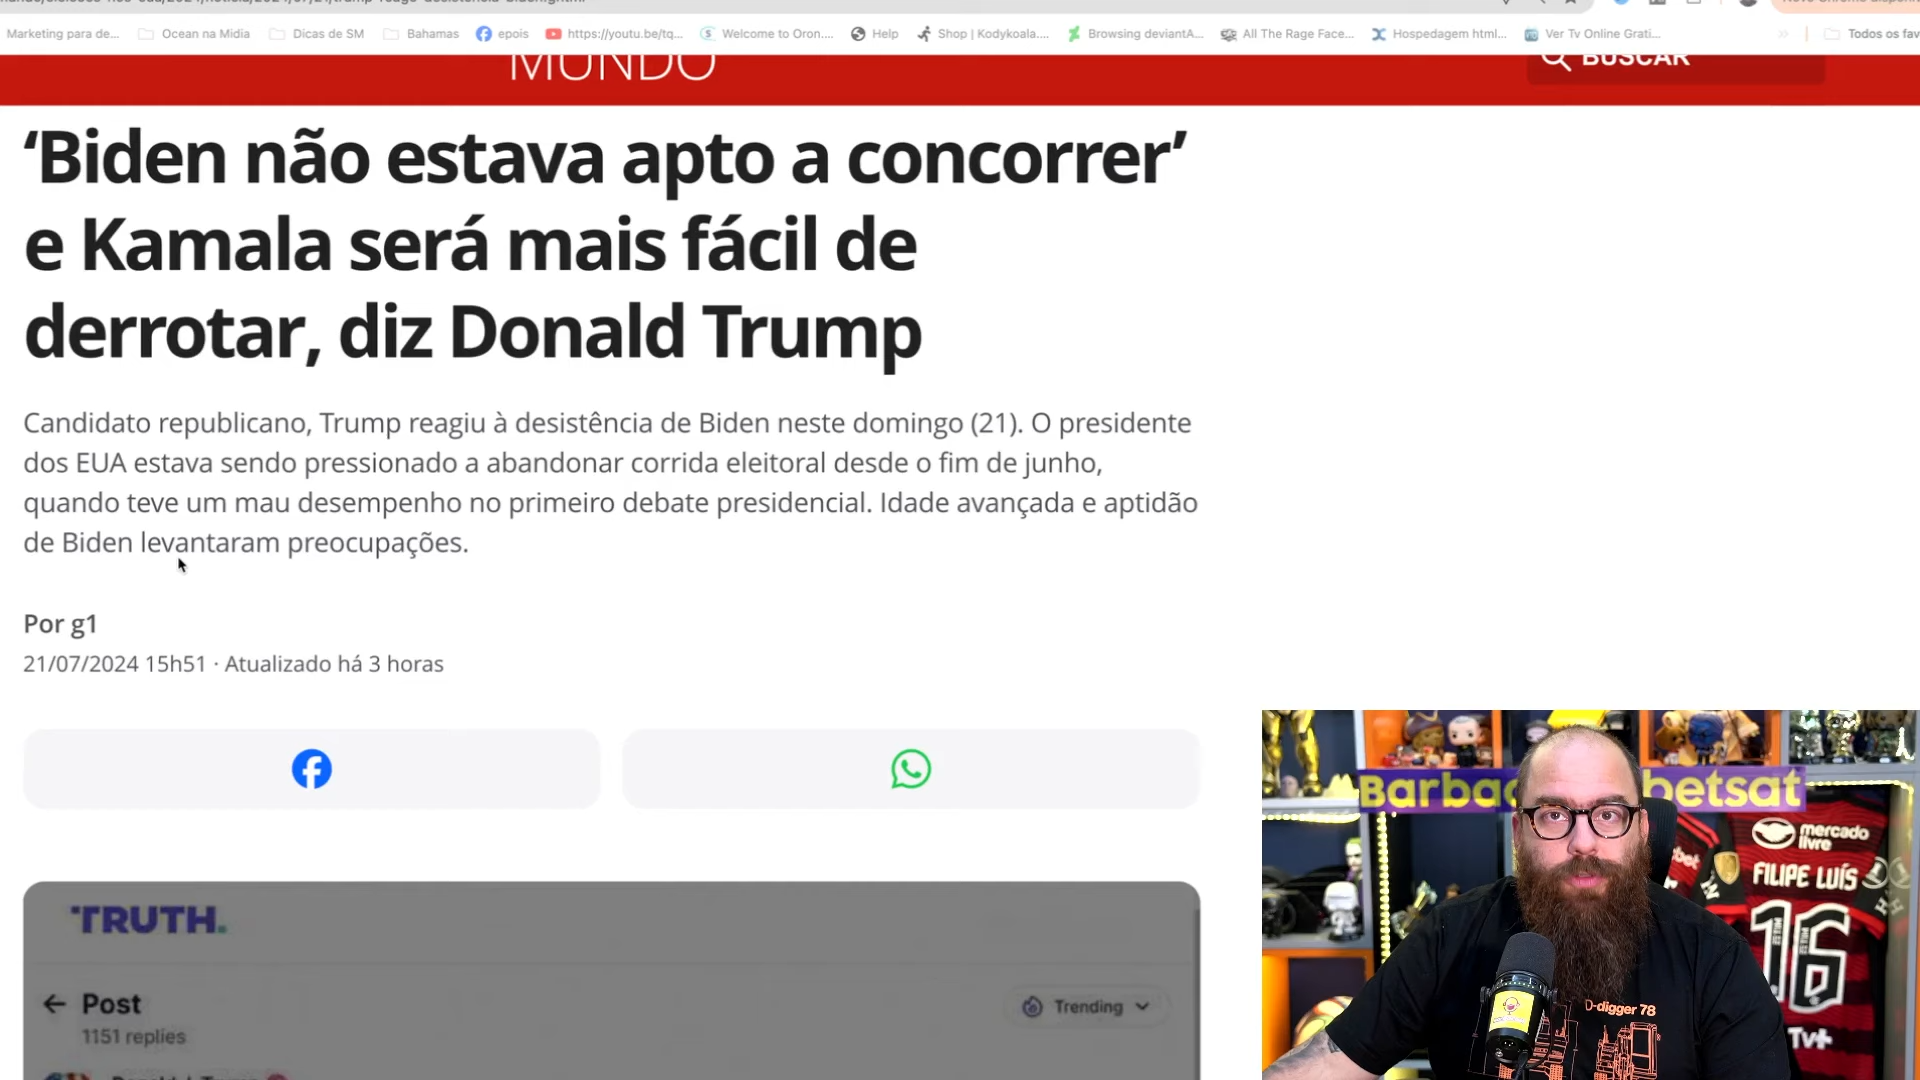 Marketing para de... Ocean na Midia Dicas de SM Bahamas epois https://youtu.be/tq... Welcome to Oron.... Help Shop | Kodykoala.... Browsing deviantA... All The Rage Face... Hospedagem html... Ver Tv Online Grati... Todos os fav
MUNDO
BUSCAR
‘Biden não estava apto a concorrer’
e Kamala será mais fácil de
derrotar, diz Donald Trump
Candidato republicano, Trump reagiu à desistência de Biden neste domingo (21). O presidente
dos EUA estava sendo pressionado a abandonar corrida eleitoral desde o fim de junho,
quando teve um mau desempenho no primeiro debate presidencial. Idade avançada e aptidão
de Biden levantaram preocupações.
Por g1
21/07/2024 15h51 · Atualizado há 3 horas
TRUTH.
Post
1151 replies
Trending
Barbac
betsat
mercado
livre
FILIPE LUÍS
16
Tv+
D-digger 78